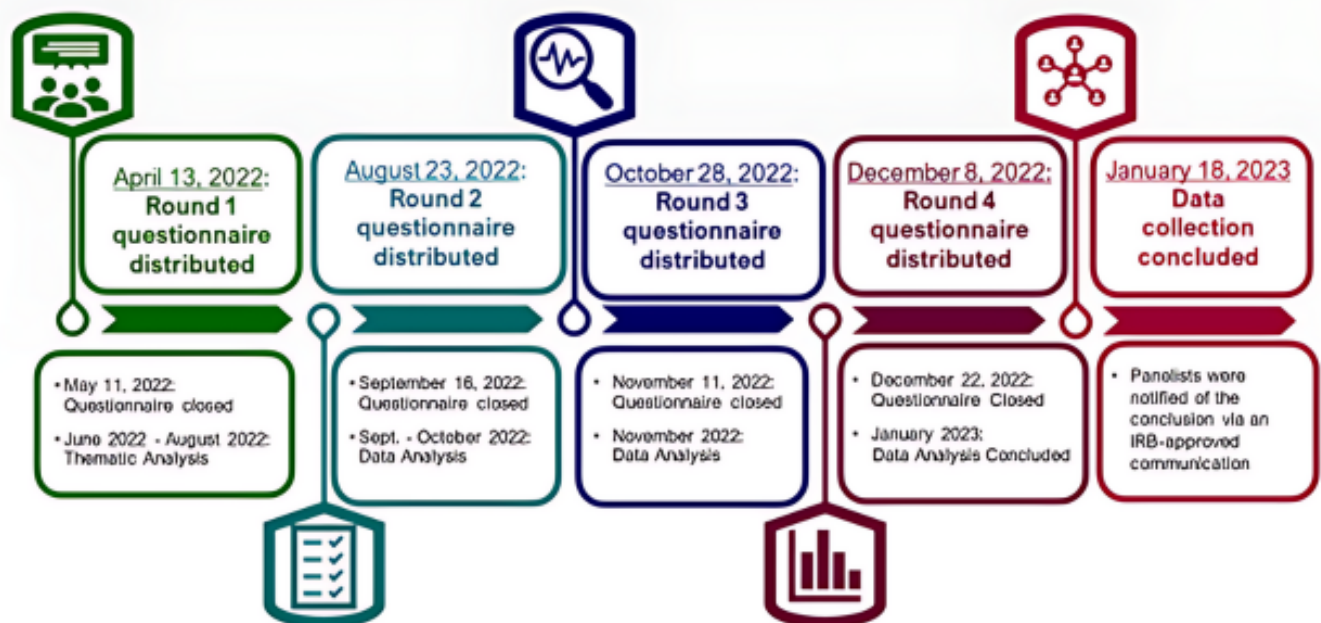 April 13, 2022:
Round 1
questionnaire
distributed
August 23, 2022:
Round 2
questionnaire
distributed
October 28, 2022:
Round 3
questionnaire
distributed
December 8, 2022:
Round 4
questionnaire
distributed
January 18, 2023
Data
collection
concluded
• May 11, 2022:
Questionnaire closed
• June 2022 - August 2022:
Thematic Analysis
• September 16, 2022:
Questionnaire closed
• Sept. - October 2022:
Data Analysis
• November 11, 2022:
Questionnaire closed
• November 2022:
Data Analysis
• December 22, 2022:
Questionnaire Closed
• January 2023:
Data Analysis Concluded
• Panelists were
notified of the
conclusion via an
IRB-approved
communication